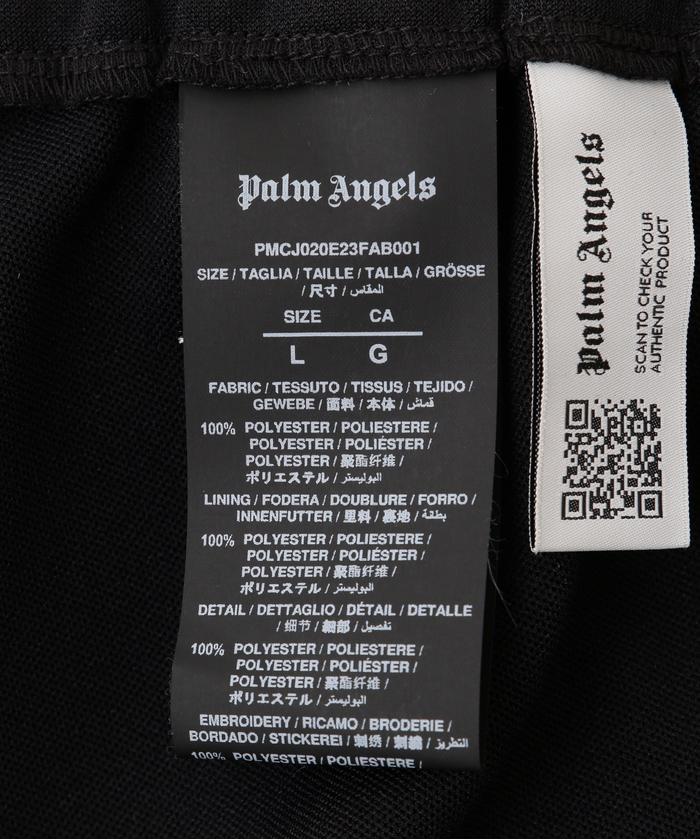 Palm Angels
PMCJ020E23FAB001
SIZE / TAGLIA / TAILLE / TALLA / GRÖSSE
/ 尺寸 / المقاس
SIZE CA
L G
FABRIC / TESSUTO / TISSUS / TEJIDO /
GEWEBE / 面料 / 本体 / قماش
100% POLYESTER / POLIESTERE /
POLYESTER / POLIÉSTER /
POLYESTER / 聚酯纤维 /
ポリエステル / البوليستر
LINING / FODERA / DOUBLURE / FORRO /
INNENFUTTER / 里料 / 裏地 / بطانة
100% POLYESTER / POLIESTERE /
POLYESTER / POLIÉSTER /
POLYESTER / 聚酯纤维 /
ポリエステル / البوليستر
DETAIL / DETTAGLIO / DÉTAIL / DETALLE
/ 细节 / 細部 / تفصيل
100% POLYESTER / POLIESTERE /
POLYESTER / POLIÉSTER /
POLYESTER / 聚酯纤维 /
ポリエステル / البوليستر
EMBROIDERY / RICAMO / BRODERIE /
BORDADO / STICKEREI / 刺绣 / 刺繍 / التطريز
100% POLYESTER / POLIESTERE /
Palm Angels
SCAN TO CHECK YOUR
AUTHENTIC PRODUCT